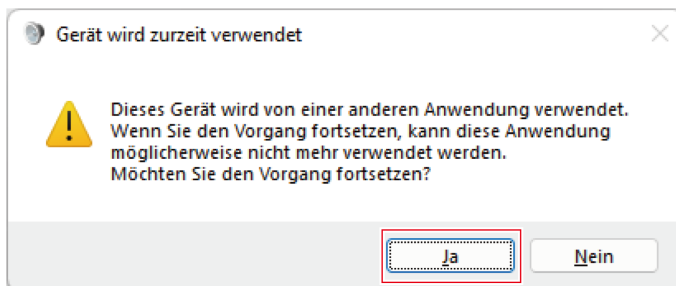 Gerät wird zurzeit verwendet
Dieses Gerät wird von einer anderen Anwendung verwendet.
Wenn Sie den Vorgang fortsetzen, kann diese Anwendung
möglicherweise nicht mehr verwendet werden.
Möchten Sie den Vorgang fortsetzen?
Ja
Nein